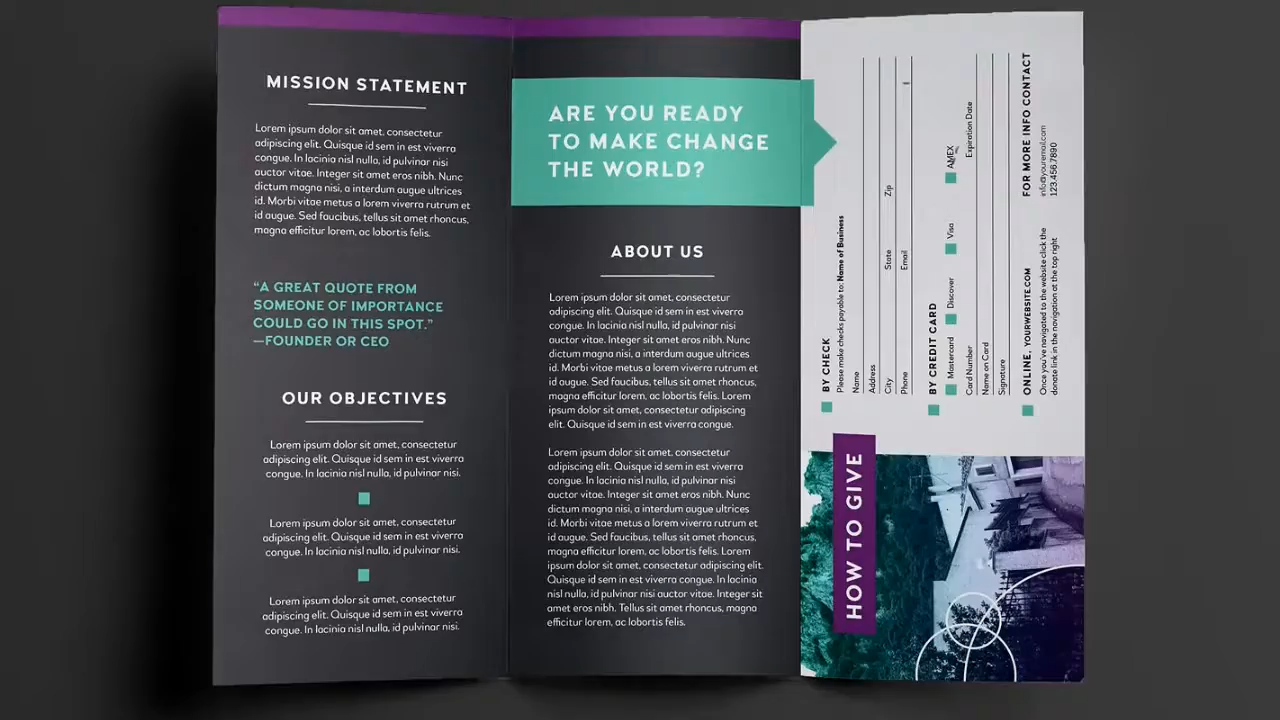 MISSION STATEMENT
Lorem ipsum dolor sit amet, consectetur
adipiscing elit. Quisque id sem in est viverra
congue. In lacinia nisl nulla, id pulvinar nisi
auctor vitae. Integer sit amet eros nibh. Nunc
dictum magna nisi, a interdum augue ultrices
id. Morbi vitae metus a lorem viverra rutrum et
id augue. Sed faucibus, tellus sit amet rhoncus,
magna efficitur lorem, ac lobortis felis.
“A GREAT QUOTE FROM
SOMEONE OF IMPORTANCE
COULD GO IN THIS SPOT.”
—FOUNDER OR CEO
OUR OBJECTIVES
Lorem ipsum dolor sit amet, consectetur
adipiscing elit. Quisque id sem in est viverra
congue. In lacinia nisl nulla, id pulvinar nisi.
Lorem ipsum dolor sit amet, consectetur
adipiscing elit. Quisque id sem in est viverra
congue. In lacinia nisl nulla, id pulvinar nisi.
Lorem ipsum dolor sit amet, consectetur
adipiscing elit. Quisque id sem in est viverra
congue. In lacinia nisl nulla, id pulvinar nisi.
ARE YOU READY
TO MAKE CHANGE
THE WORLD?
ABOUT US
Lorem ipsum dolor sit amet, consectetur
adipiscing elit. Quisque id sem in est viverra
congue. In lacinia nisl nulla, id pulvinar nisi
auctor vitae. Integer sit amet eros nibh. Nunc
dictum magna nisi, a interdum augue ultrices
id. Morbi vitae metus a lorem viverra rutrum et
id augue. Sed faucibus, tellus sit amet rhoncus,
magna efficitur lorem, ac lobortis felis. Lorem
ipsum dolor sit amet, consectetur adipiscing
elit. Quisque id sem in est viverra congue.
Lorem ipsum dolor sit amet, consectetur
adipiscing elit. Quisque id sem in est viverra
congue. In lacinia nisl nulla, id pulvinar nisi
auctor vitae. Integer sit amet eros nibh. Nunc
dictum magna nisi, a interdum augue ultrices
id. Morbi vitae metus a lorem viverra rutrum et
id augue. Sed faucibus, tellus sit amet rhoncus,
magna efficitur lorem, ac lobortis felis. Lorem
ipsum dolor sit amet, consectetur adipiscing elit.
Quisque id sem in est viverra congue. In lacinia
nisl nulla, id pulvinar nisi auctor vitae. Integer sit
amet eros nibh. Tellus sit amet rhoncus, magna
efficitur lorem, ac lobortis felis.
HOW TO GIVE
BY CHECK
Please make checks payable to: Name of Business
Name
Address
City State Zip
Phone Email
BY CREDIT CARD
Mastercard Discover Visa AMEX
Card Number Expiration Date
Name on Card
Signature
ONLINE. YOURWEBSITE.COM
Once you've navigated to the website click the
donate link in the navigation at the top right
FOR MORE INFO CONTACT
info@youremail.com
123.456.7890